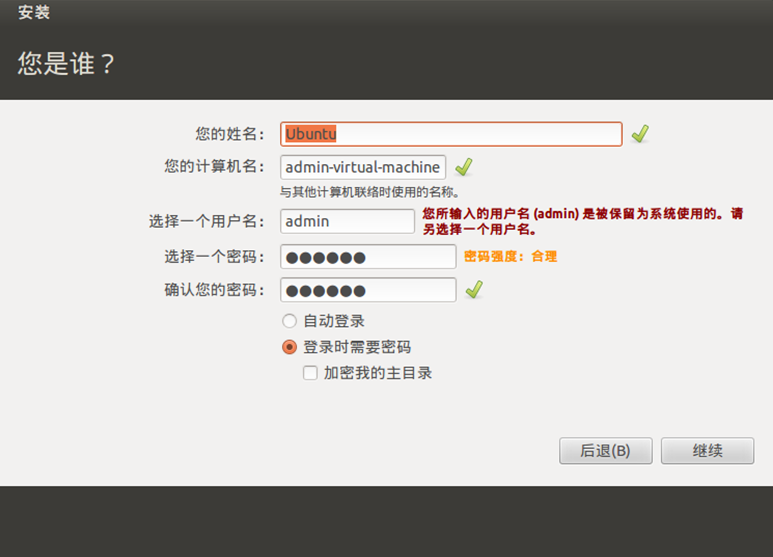 安装
您是谁？
您的姓名：Ubuntu
您的计算机名：admin-virtual-machine
与其他计算机联络时使用的名称。
选择一个用户名：admin 您所输入的用户名 (admin) 是被保留为系统使用的。请
另选择一个用户名。
选择一个密码：●●●●●● 密码强度：合理
确认您的密码：●●●●●●
自动登录
登录时需要密码
加密我的主目录
后退(B) 继续